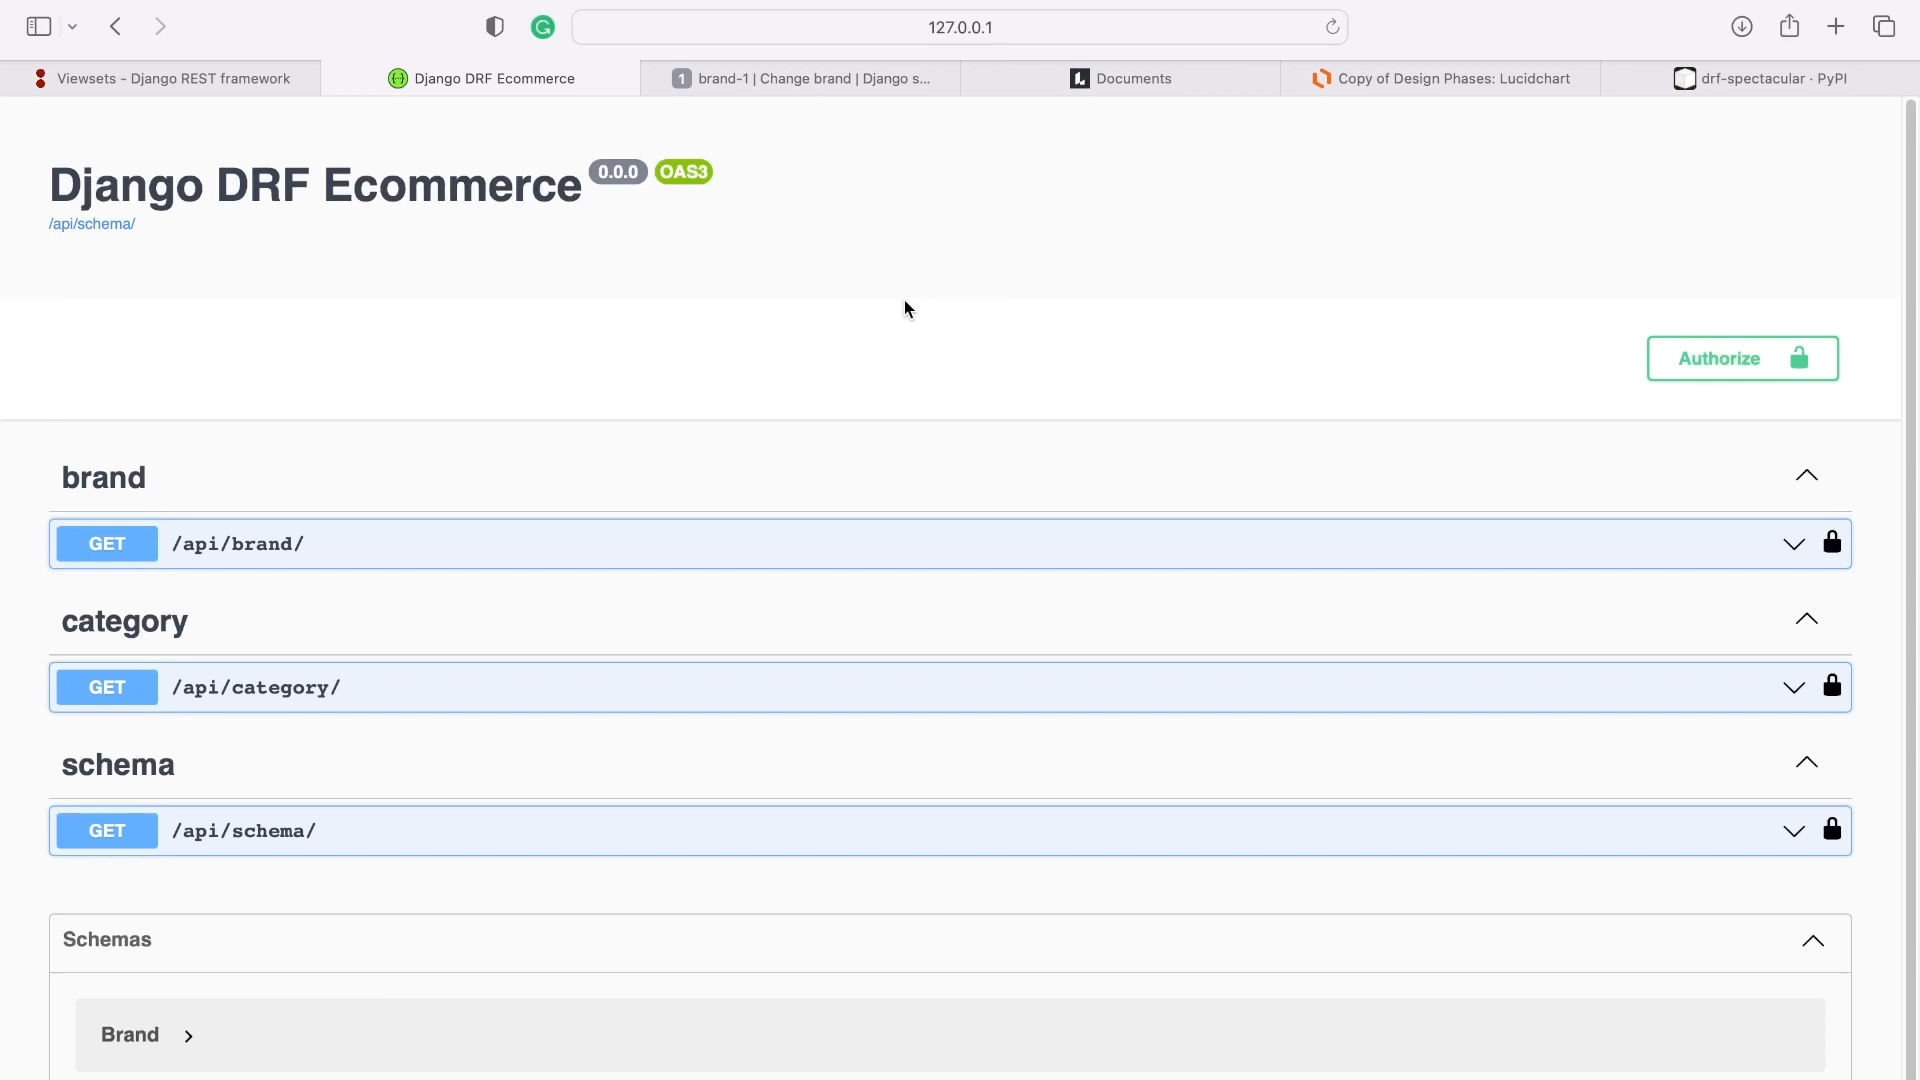 127.0.0.1
Viewsets - Django REST framework
Django DRF Ecommerce
1 brand-1 | Change brand | Django s...
Documents
Copy of Design Phases: Lucidchart
drf-spectacular · PyPI
Django DRF Ecommerce 0.0.0 OAS3
/api/schema/
Authorize
brand
GET /api/brand/
category
GET /api/category/
schema
GET /api/schema/
Schemas
Brand